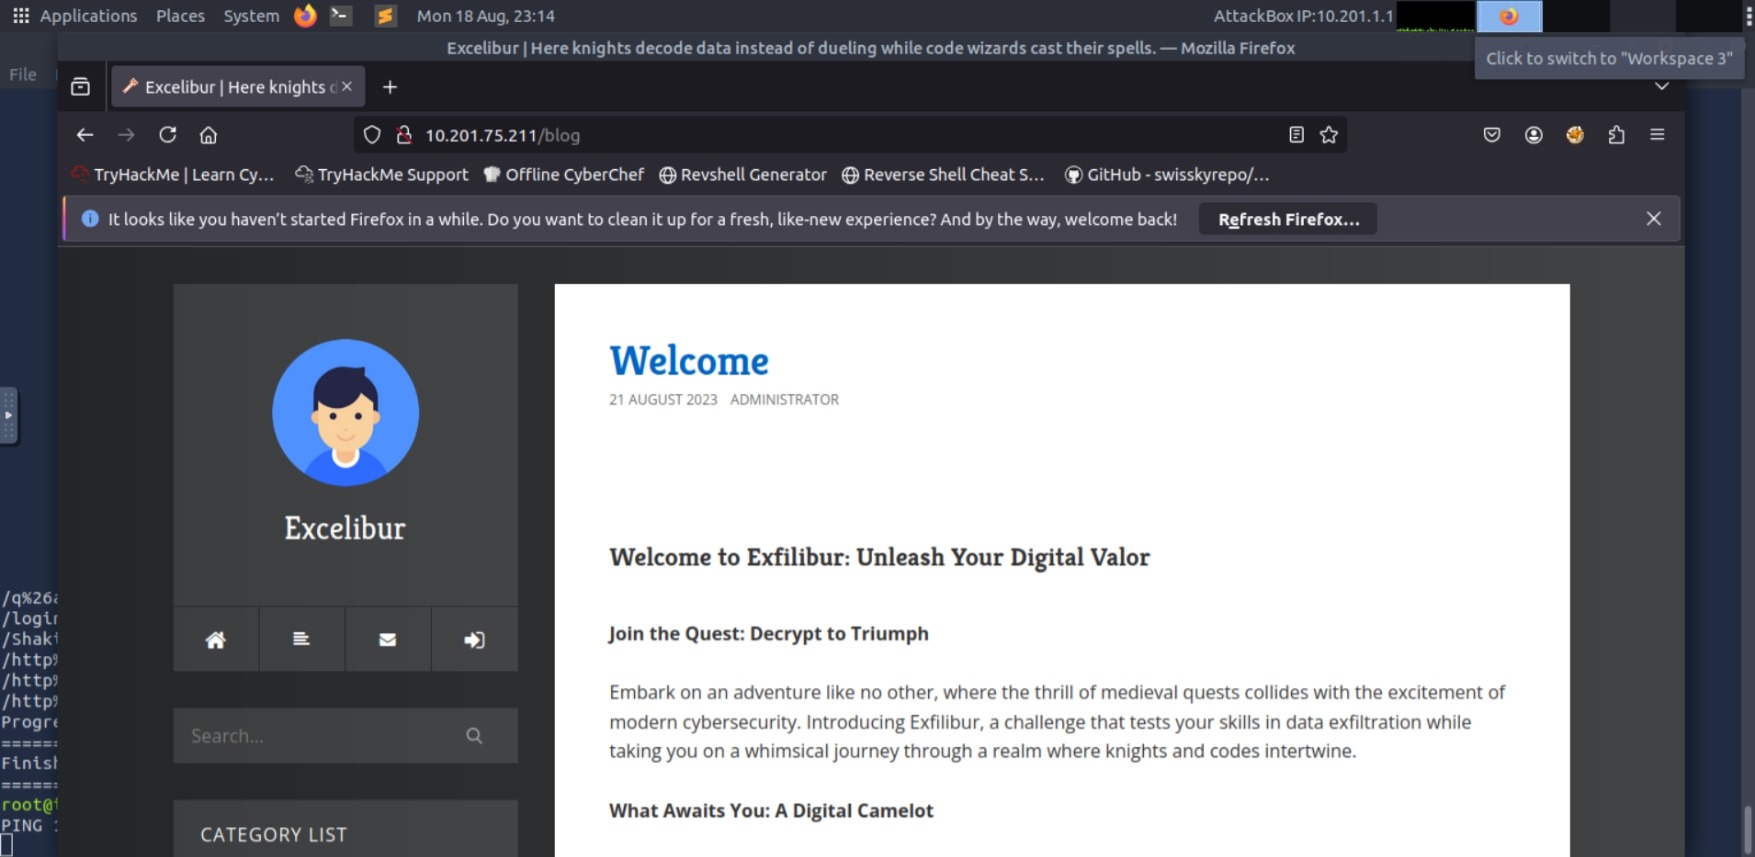 Applications Places System Mon 18 Aug, 23:14 AttackBox IP:10.201.1.1
Excelibur | Here knights decode data instead of dueling while code wizards cast their spells. — Mozilla Firefox
Click to switch to "Workspace 3"
File
Excelibur | Here knights
10.201.75.211/blog
TryHackMe | Learn Cy... TryHackMe Support Offline CyberChef Revshell Generator Reverse Shell Cheat S... GitHub - swisskyrepo/...
It looks like you haven't started Firefox in a while. Do you want to clean it up for a fresh, like-new experience? And by the way, welcome back! Refresh Firefox...
Excelibur
Search...
CATEGORY LIST
Welcome
21 AUGUST 2023 ADMINISTRATOR
Welcome to Exfilibur: Unleash Your Digital Valor
Join the Quest: Decrypt to Triumph
Embark on an adventure like no other, where the thrill of medieval quests collides with the excitement of
modern cybersecurity. Introducing Exfilibur, a challenge that tests your skills in data exfiltration while
taking you on a whimsical journey through a realm where knights and codes intertwine.
What Awaits You: A Digital Camelot
/q%26
/login
/Shak
/http%
/http%
/http%
Progre
======
Finish
======
root@
PING